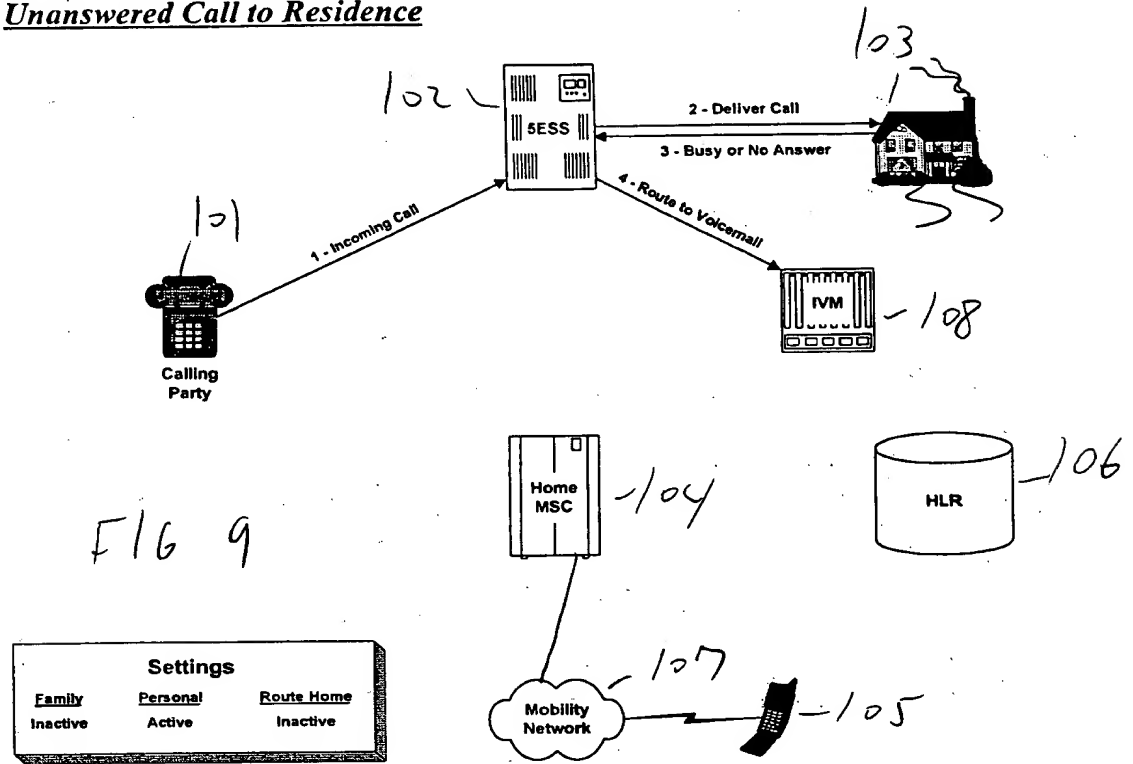 Unanswered Call to Residence
103
102
5ESS
2 - Deliver Call
3 - Busy or No Answer
4 - Route to Voicemail
101
1 - Incoming Call
IVM
108
Calling
Party
Home
MSC
104
HLR
106
FIG 9
Settings
Family Personal Route Home
Inactive Active Inactive
107
Mobility
Network
105